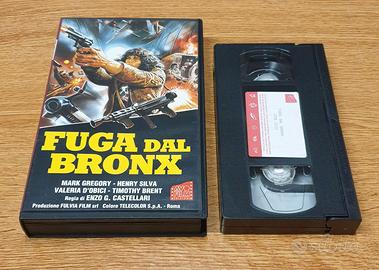 FUGA DAL
BRONX
MARK GREGORY - HENRY SILVA
VALERIA D'OBICI - TIMOTHY BRENT
Regia di ENZO G. CASTELLARI
Produzione FULVIA FILM srl Colore TELECOLOR S.p.A. - Roma